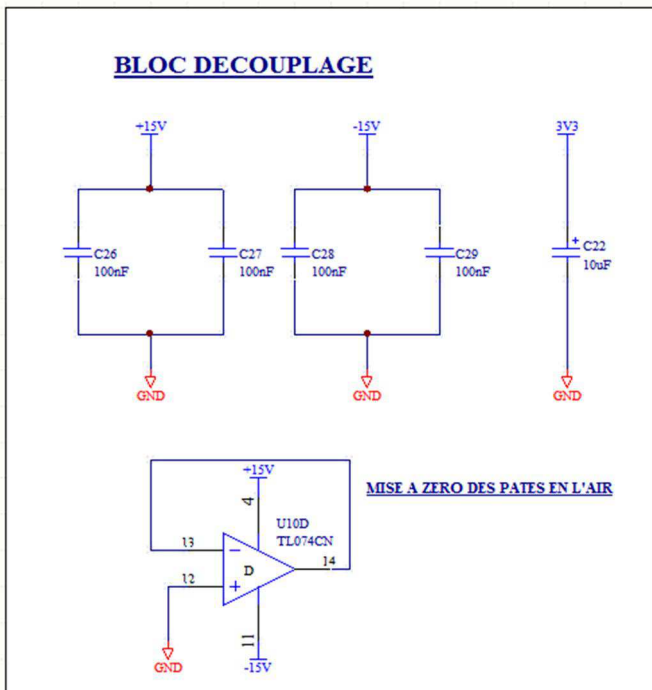 BLOC DECOUPLAGE
+15V
-15V
3V3
C26
100nF
C27
100nF
C28
100nF
C29
100nF
+
C22
10uF
GND
GND
GND
+15V
MISE A ZERO DES PATES EN L'AIR
4
U10D
TL074CN
13
−
14
D
12
+
11
GND
-15V